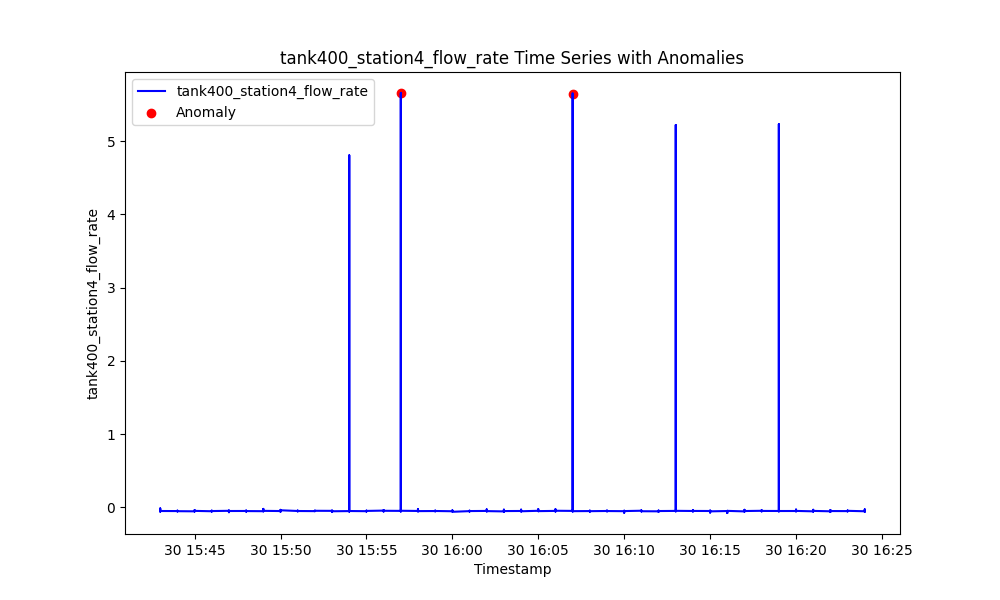 tank400_station4_flow_rate Time Series with Anomalies
tank400_station4_flow_rate
Anomaly
5
4
3
2
1
0
tank400_station4_flow_rate
30 15:45 30 15:50 30 15:55 30 16:00 30 16:05 30 16:10 30 16:15 30 16:20 30 16:25
Timestamp